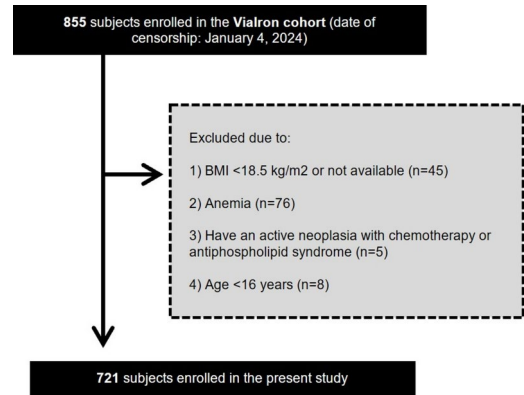 855 subjects enrolled in the Vialron cohort (date of
censorship: January 4, 2024)
Excluded due to:
1) BMI <18.5 kg/m2 or not available (n=45)
2) Anemia (n=76)
3) Have an active neoplasia with chemotherapy or
antiphospholipid syndrome (n=5)
4) Age <16 years (n=8)
721 subjects enrolled in the present study